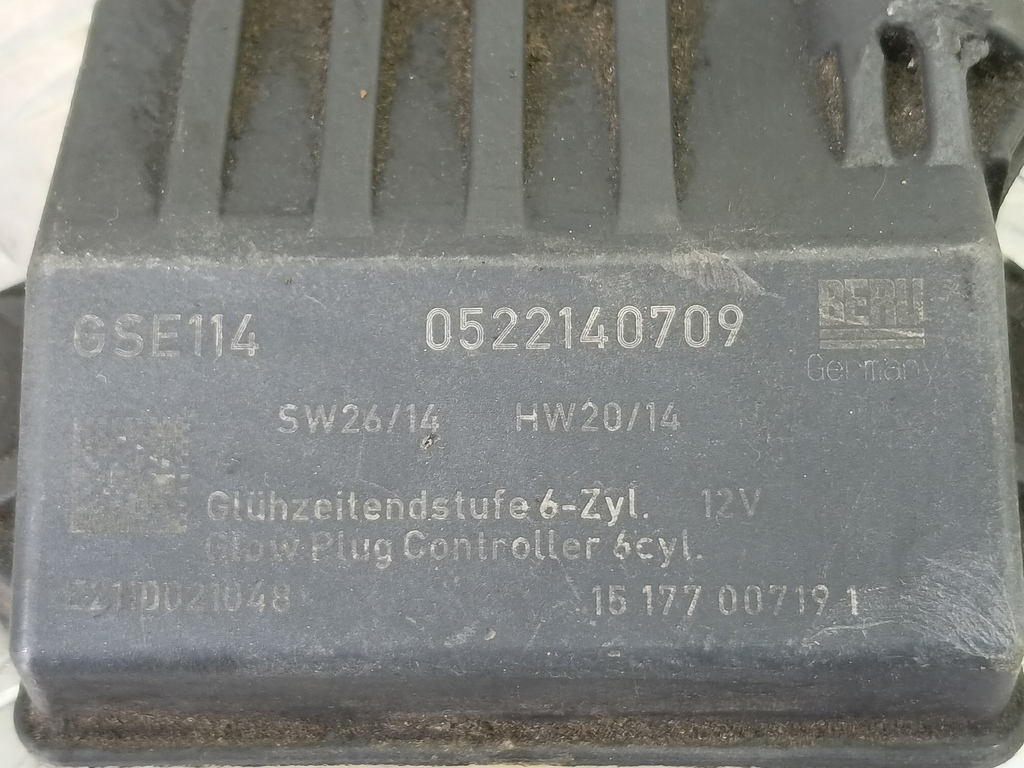 GSE114 0522140709 BERU
Germany
SW26/14 HW20/14
Glühzeitendstufe 6-Zyl. 12V
Glow Plug Controller 6cyl.
15 177 00719 1